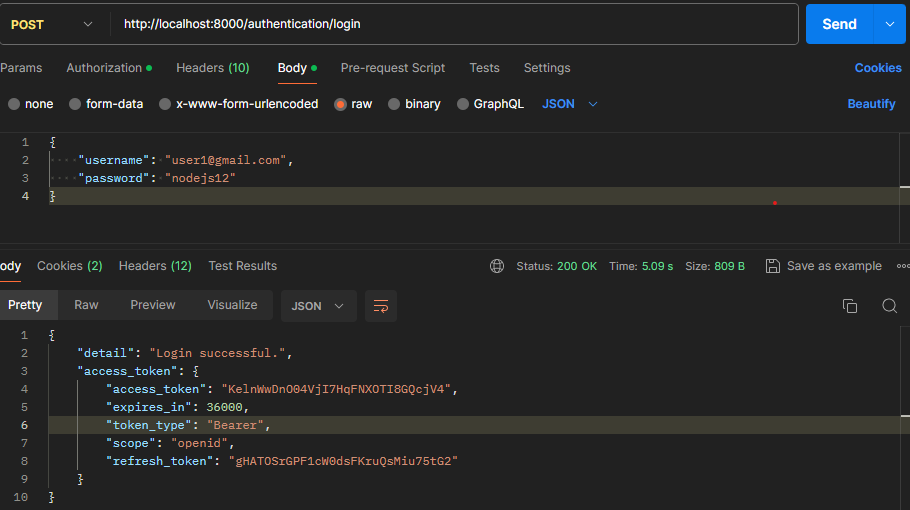 POST http://localhost:8000/authentication/login Send
Params Authorization Headers (10) Body Pre-request Script Tests Settings Cookies
none form-data x-www-form-urlencoded raw binary GraphQL JSON Beautify
1 {
2 "username": "user1@gmail.com",
3 "password": "nodejs12"
4 }
ody Cookies (2) Headers (12) Test Results Status: 200 OK Time: 5.09 s Size: 809 B Save as example
Pretty Raw Preview Visualize JSON
1 {
2 "detail": "Login successful.",
3 "access_token": {
4 "access_token": "KelnWwDnO04VjI7HqFNXOTI8GQcjV4",
5 "expires_in": 36000,
6 "token_type": "Bearer",
7 "scope": "openid",
8 "refresh_token": "gHATOSrGPF1cW0dsFKruQsMiu75tG2"
9 }
10 }